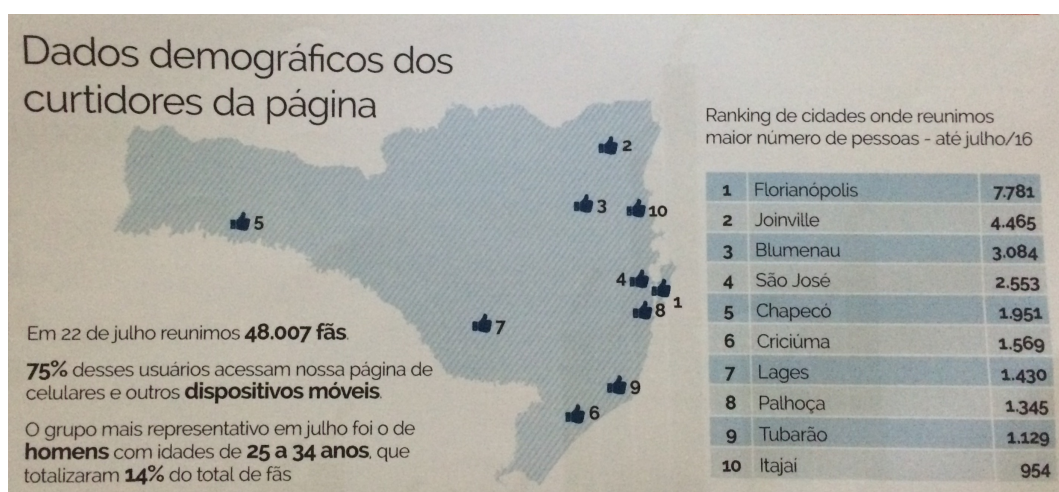 Dados demográficos dos
curtidores da página
Ranking de cidades onde reunimos
maior número de pessoas - até julho/16
1 Florianópolis 7.781
2 Joinville 4.465
3 Blumenau 3.084
4 São José 2.553
5 Chapecó 1.951
6 Criciúma 1.569
7 Lages 1.430
8 Palhoça 1.345
9 Tubarão 1.129
10 Itajai 954
2
3
10
5
4
1
8
7
9
6
Em 22 de julho reunimos 48.007 fãs.
75% desses usuários acessam nossa página de
celulares e outros dispositivos móveis.
O grupo mais representativo em julho foi o de
homens com idades de 25 a 34 anos, que
totalizaram 14% do total de fãs